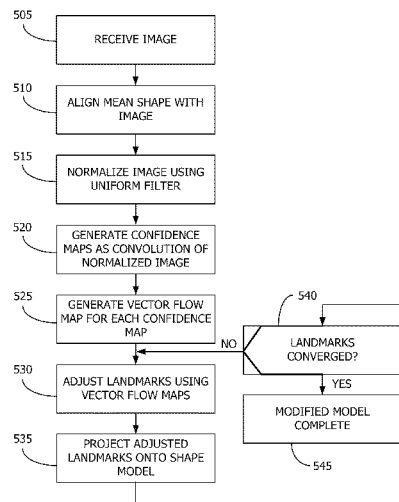 505
RECEIVE IMAGE
510
ALIGN MEAN SHAPE WITH
IMAGE
515
NORMALIZE IMAGE USING
UNIFORM FILTER
520
GENERATE CONFIDENCE
MAPS AS CONVOLUTION OF
NORMALIZED IMAGE
525
GENERATE VECTOR FLOW
MAP FOR EACH CONFIDENCE
MAP
530
ADJUST LANDMARKS USING
VECTOR FLOW MAPS
535
PROJECT ADJUSTED
LANDMARKS ONTO SHAPE
MODEL
540
NO
LANDMARKS
CONVERGED?
YES
MODIFIED MODEL
COMPLETE
545